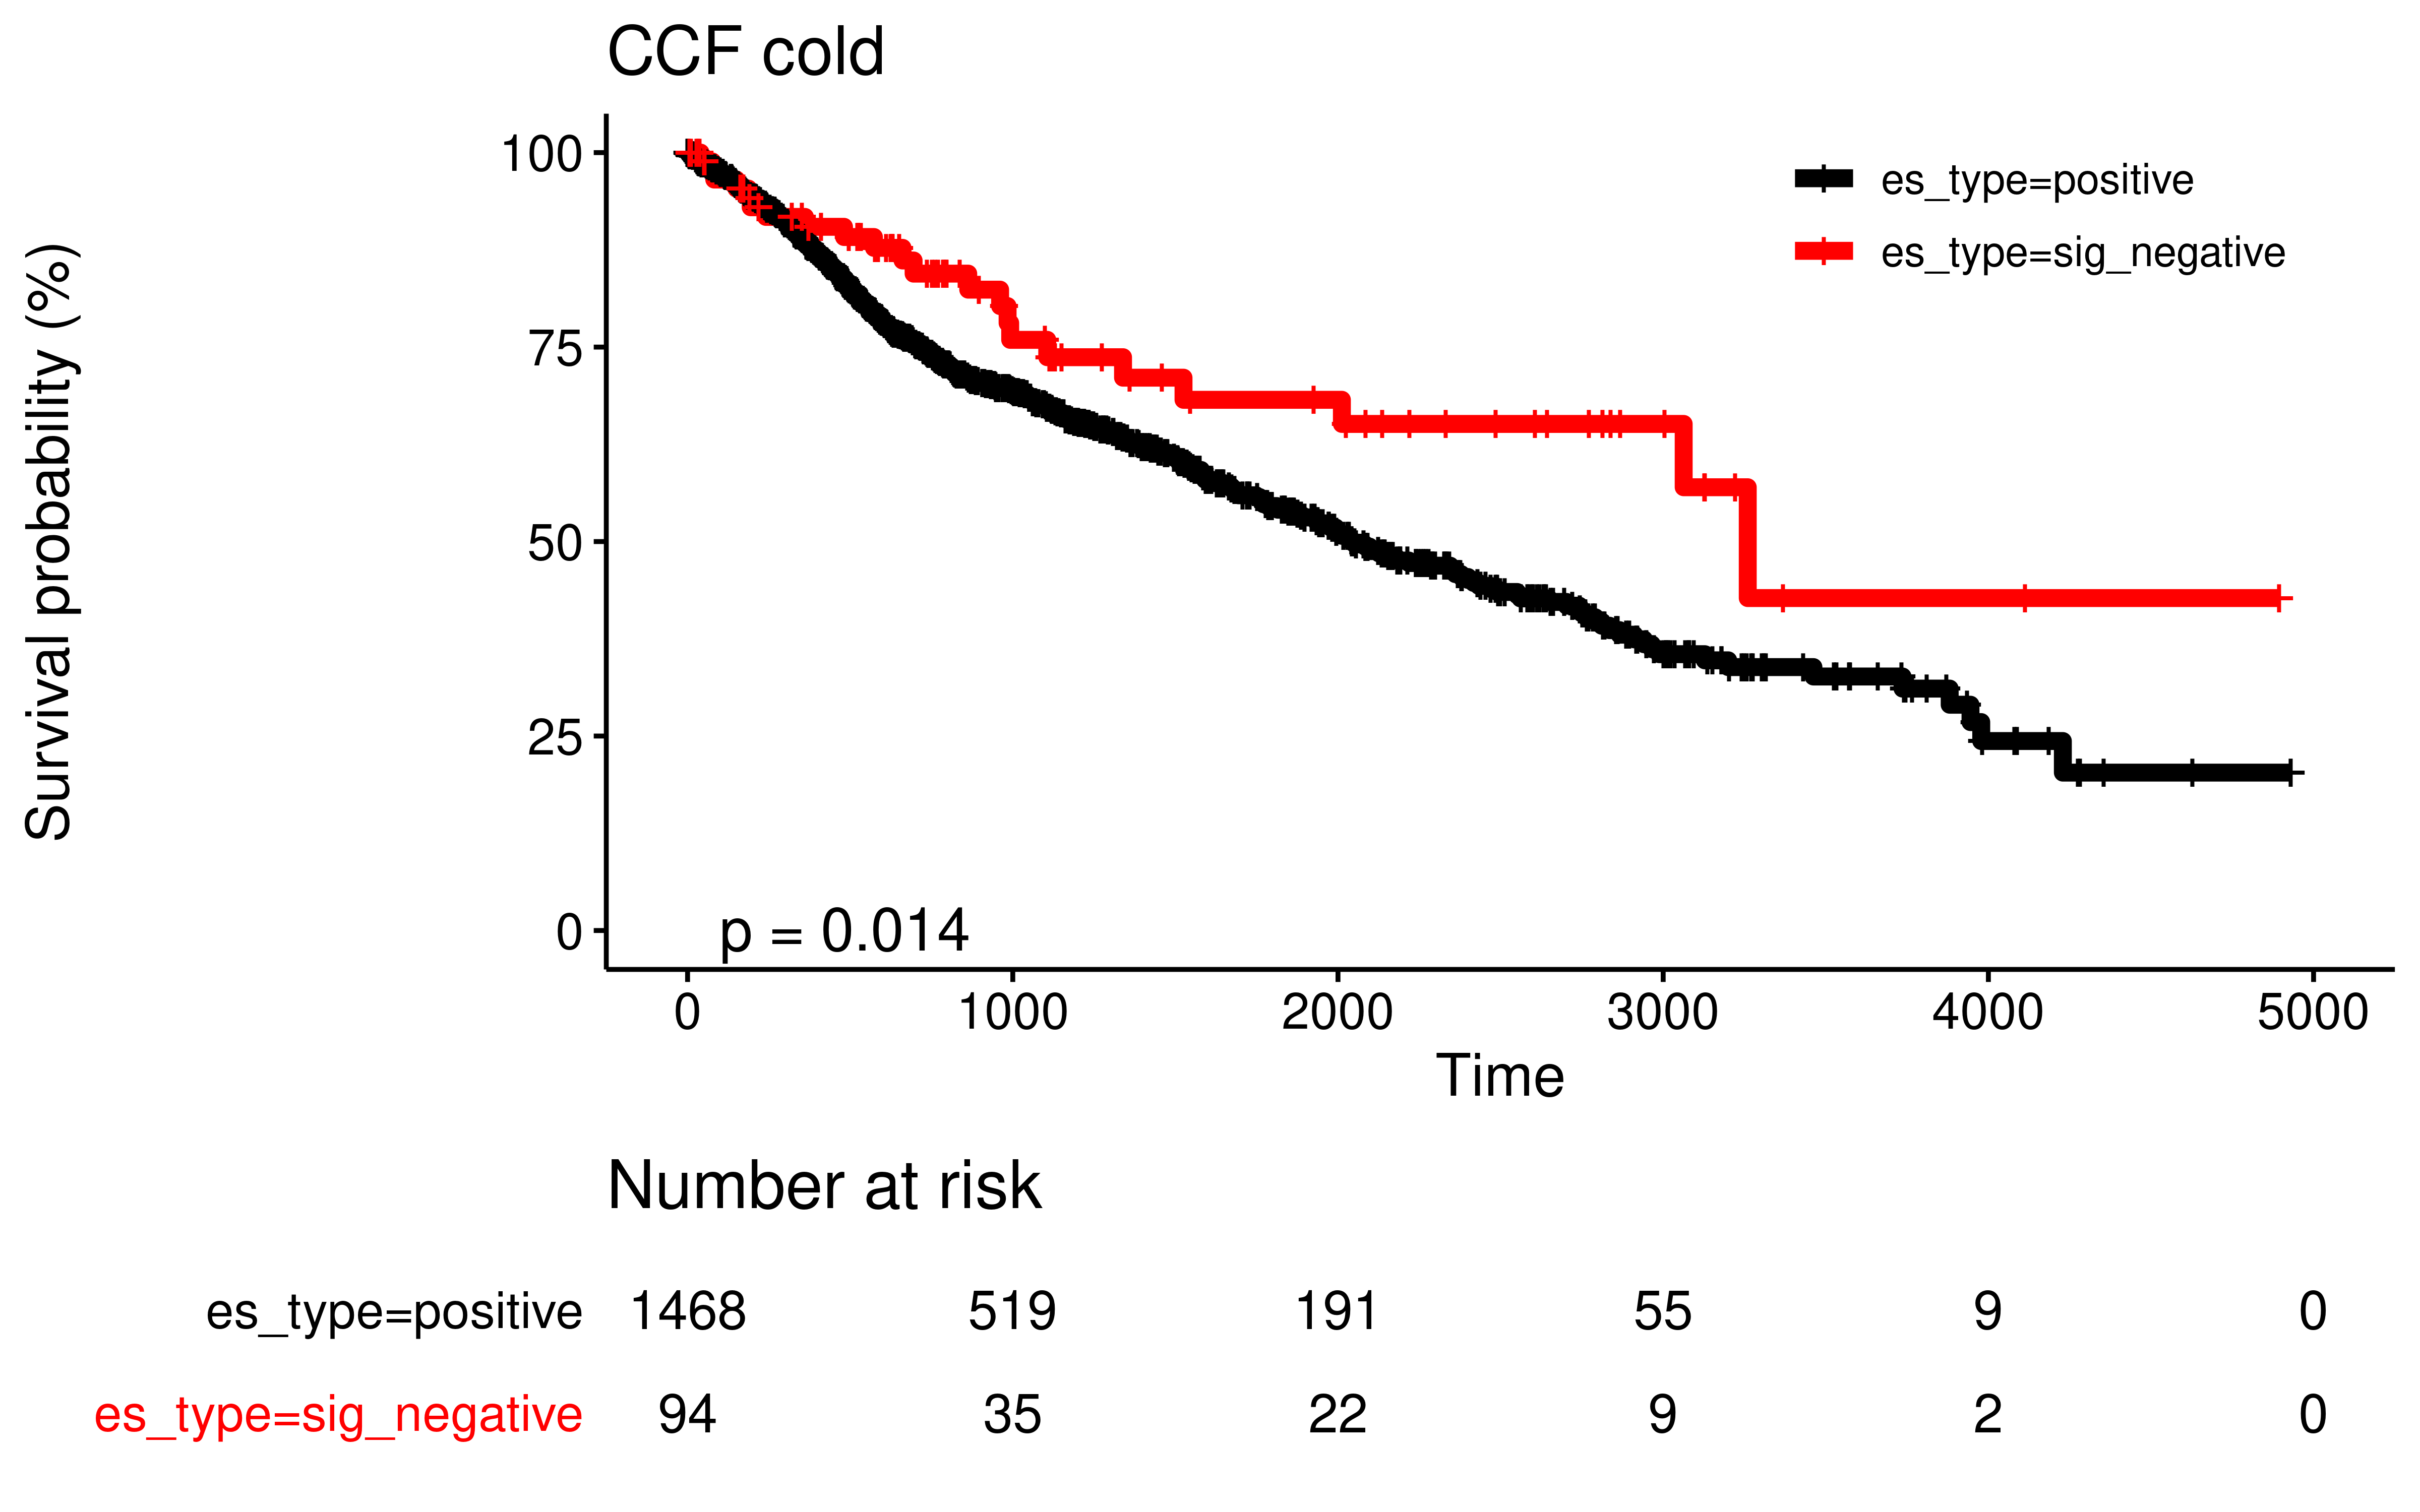 CCF cold
Survival probability (%)
100
75
50
25
0
es_type=positive
es_type=sig_negative
p = 0.014
0 1000 2000 3000 4000 5000
Time
Number at risk
es_type=positive 1468 519 191 55 9 0
es_type=sig_negative 94 35 22 9 2 0